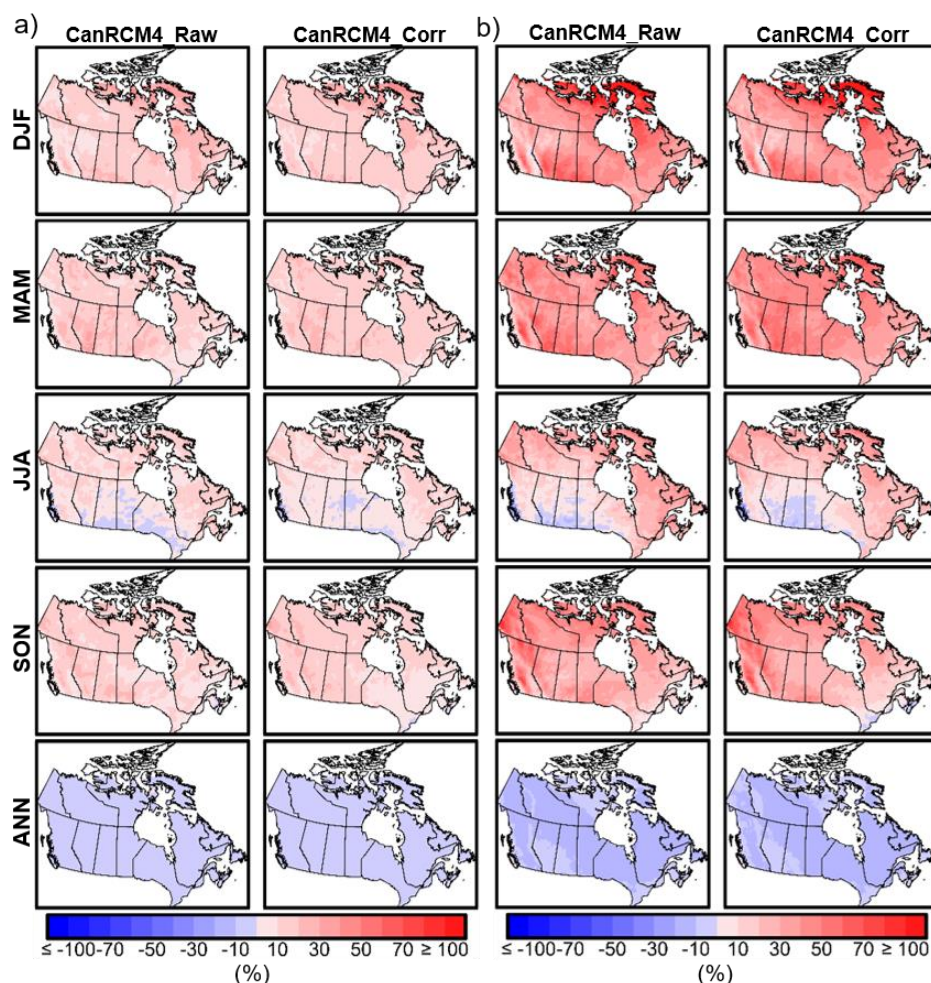 a) CanRCM4_Raw CanRCM4_Corr b) CanRCM4_Raw CanRCM4_Corr
DJF
MAM
JJA
SON
ANN
≤ -100 -70 -50 -30 -10 10 30 50 70 ≥ 100 ≤ -100 -70 -50 -30 -10 10 30 50 70 ≥ 100
(%) (%)